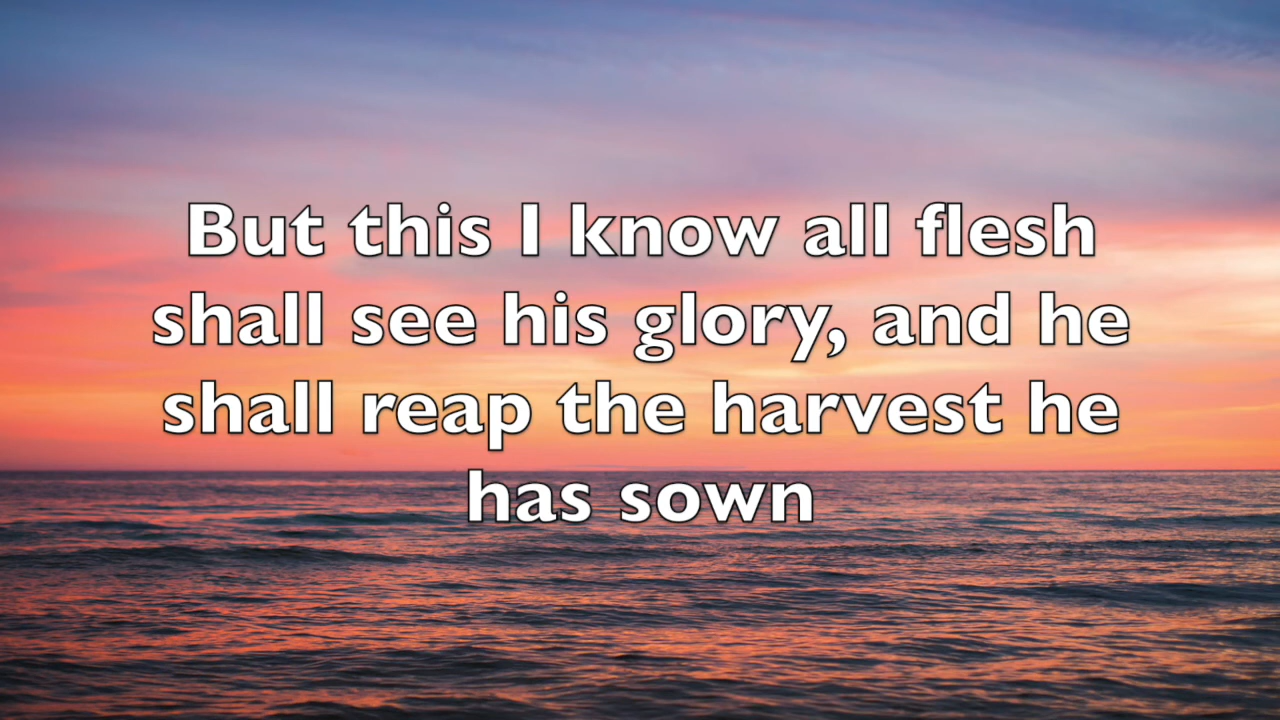 But this I know all flesh
shall see his glory, and he
shall reap the harvest he
has sown